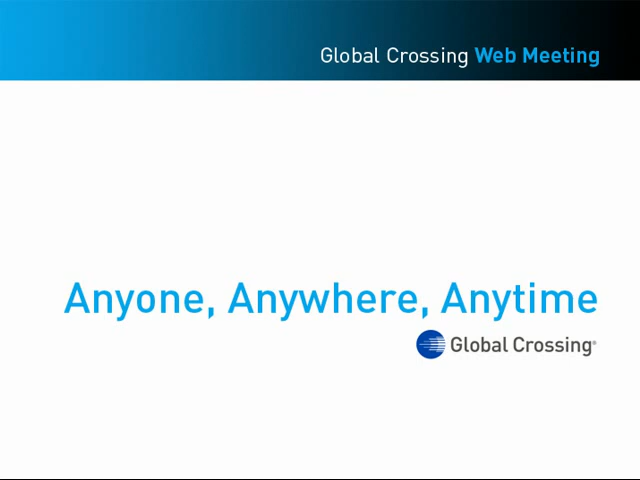 Global Crossing Web Meeting
Anyone, Anywhere, Anytime
Global Crossing®